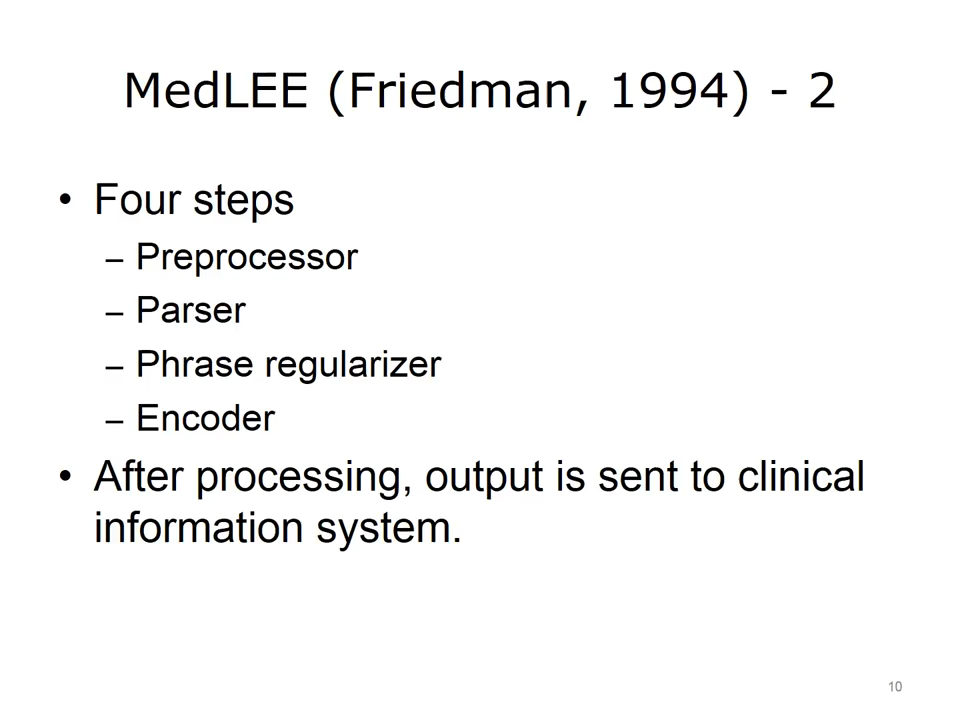 MedLEE (Friedman, 1994) - 2
• Four steps
– Preprocessor
– Parser
– Phrase regularizer
– Encoder
• After processing, output is sent to clinical
information system.
10